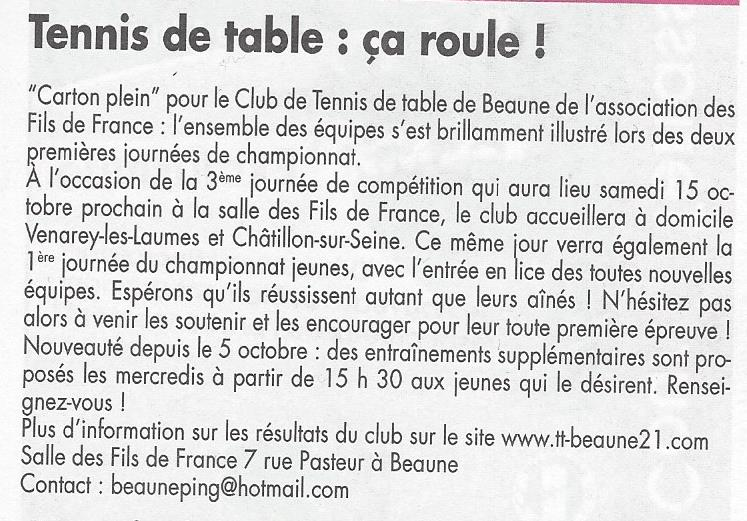 Tennis de table : ça roule !
“Carton plein” pour le Club de Tennis de table de Beaune de l’association des
Fils de France : l’ensemble des équipes s’est brillamment illustré lors des deux
premières journées de championnat.
À l’occasion de la 3ème journée de compétition qui aura lieu samedi 15 oc-
tobre prochain à la salle des Fils de France, le club accueillera à domicile
Venarey-les-Laumes et Châtillon-sur-Seine. Ce même jour verra également la
1ère journée du championnat jeunes, avec l’entrée en lice des toutes nouvelles
équipes. Espérons qu’ils réussissent autant que leurs aînés ! N’hésitez pas
alors à venir les soutenir et les encourager pour leur toute première épreuve !
Nouveauté depuis le 5 octobre : des entraînements supplémentaires sont pro-
posés les mercredis à partir de 15 h 30 aux jeunes qui le désirent. Rensei-
gnez-vous !
Plus d’information sur les résultats du club sur le site www.tt-beaune21.com
Salle des Fils de France 7 rue Pasteur à Beaune
Contact : beauneping@hotmail.com